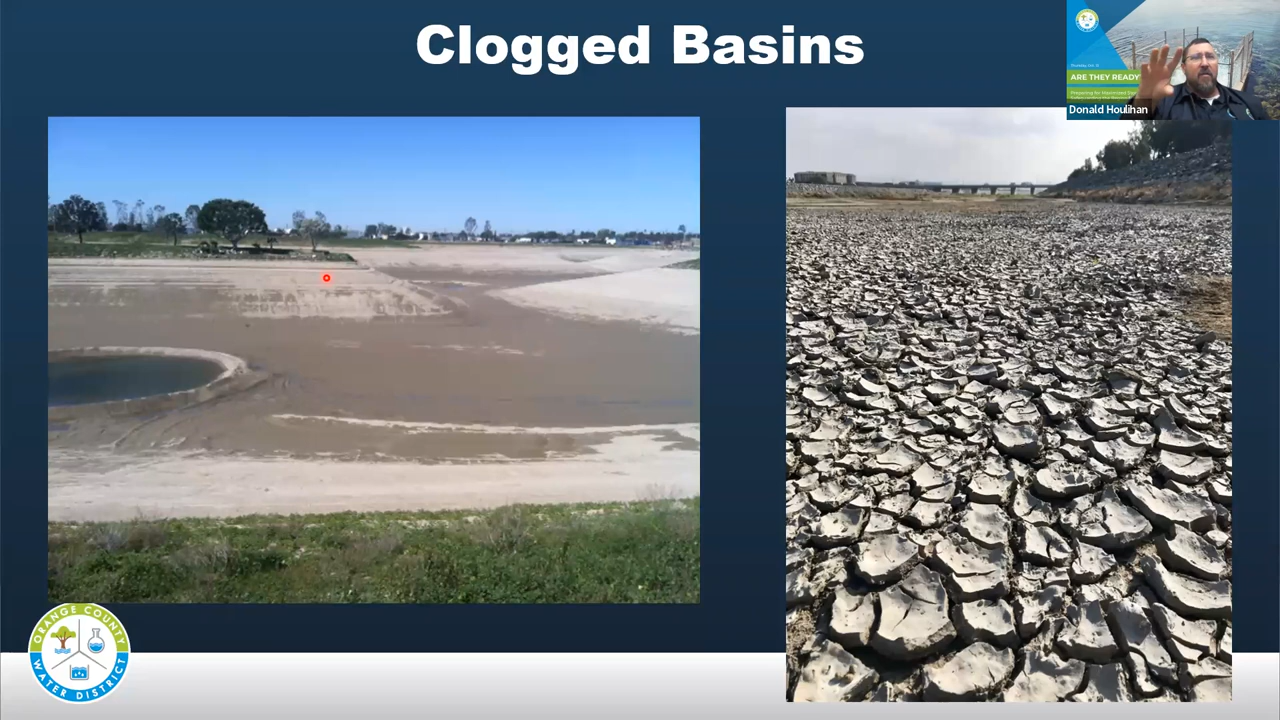 Clogged Basins
ARE THEY READY
Donald Houlihan
ORANGE COUNTY
WATER DISTRICT